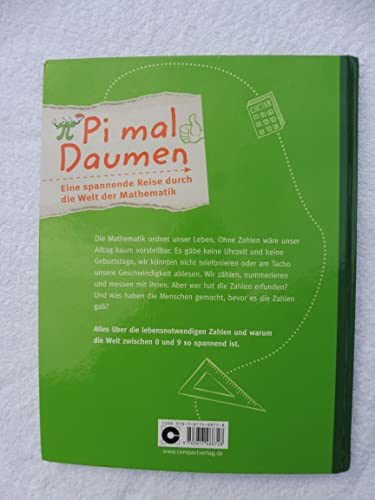 π Pi mal
Daumen
Eine spannende Reise durch
die Welt der Mathematik
Die Mathematik ordnet unser Leben. Ohne Zahlen wäre unser
Alltag kaum vorstellbar. Es gäbe keine Uhrzeit und keine
Geburtstage, wir könnten nicht telefonieren oder am Tacho
unsere Geschwindigkeit ablesen. Wir zählen, nummerieren
und messen mit ihnen. Aber wer hat die Zahlen erfunden?
Und was haben die Menschen gemacht, bevor es die Zahlen
gab?
Alles über die lebensnotwendigen Zahlen und warum
die Welt zwischen 0 und 9 so spannend ist.
www.compactverlag.de